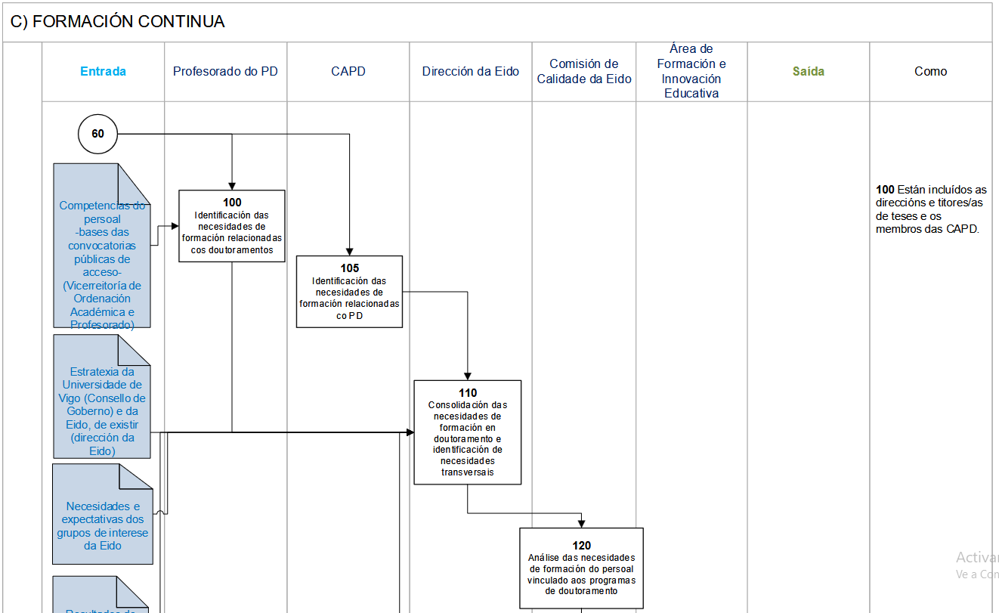 C) FORMACIÓN CONTINUA
Entrada
Profesorado do PD
CAPD
Dirección da Eido
Comisión de
Calidade da Eido
Área de
Formación e
Innovación
Educativa
Saída
Como
60
Competencias do
persoal
-bases das
convocatorias
públicas de
acceso-
(Vicerreitoría de
Ordenación
Académica e
Profesorado)
100
Identificación das
necesidades de
formación relacionadas
cos doutoramentos
100 Están incluídos as
direccións e titores/as
de teses e os
membros das CAPD.
105
Identificación das
necesidades de
formación relacionadas
co PD
Estratexia da
Universidade de
Vigo (Consello de
Goberno) e da
Eido, de existir
(dirección da
Eido)
110
Consolidación das
necesidades de
formación en
doutoramento e
identificación de
necesidades
transversais
Necesidades e
expectativas dos
grupos de interese
da Eido
120
Análise das necesidades
de formación do persoal
vinculado aos programas
de doutoramento
Activar
Ve a Con
Resultados de